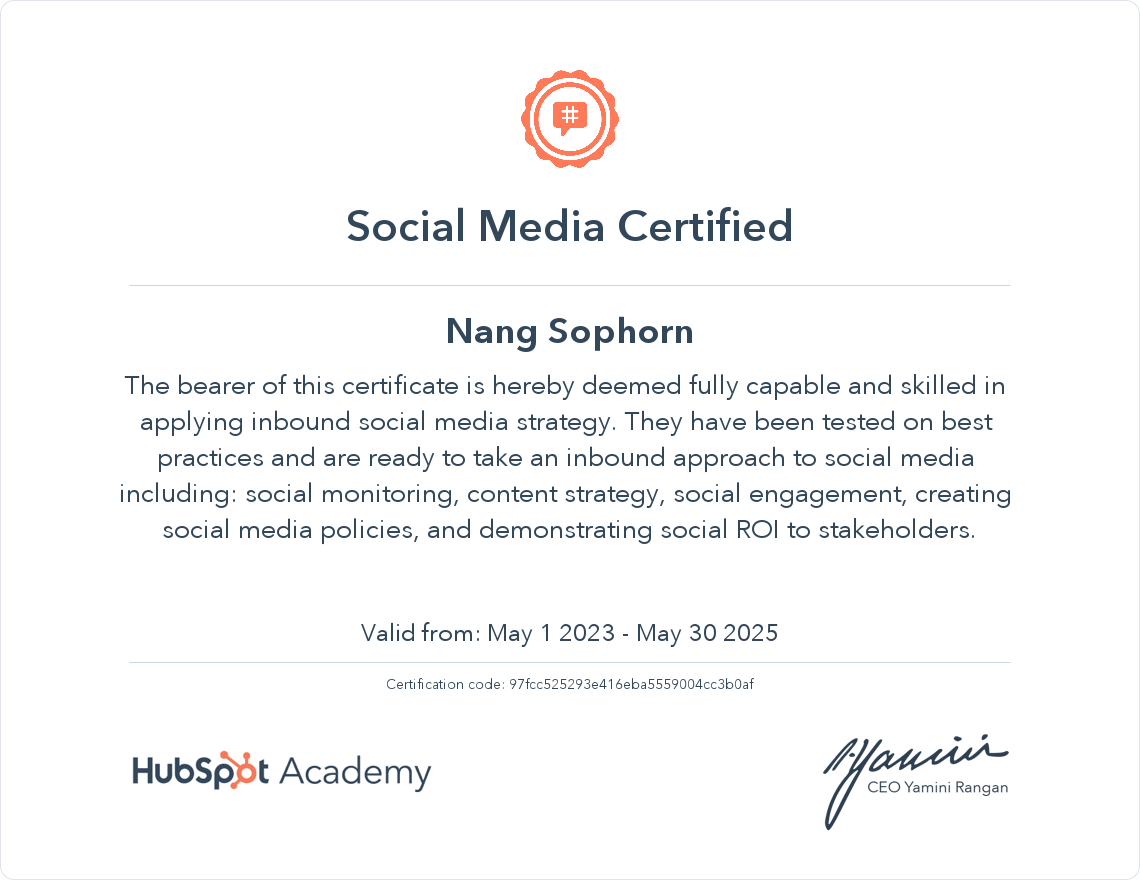 #
Social Media Certified
Nang Sophorn
The bearer of this certificate is hereby deemed fully capable and skilled in
applying inbound social media strategy. They have been tested on best
practices and are ready to take an inbound approach to social media
including: social monitoring, content strategy, social engagement, creating
social media policies, and demonstrating social ROI to stakeholders.
Valid from: May 1 2023 - May 30 2025
Certification code: 97fcc525293e416eba5559004cc3b0af
HubSpot Academy
Yamini
CEO Yamini Rangan